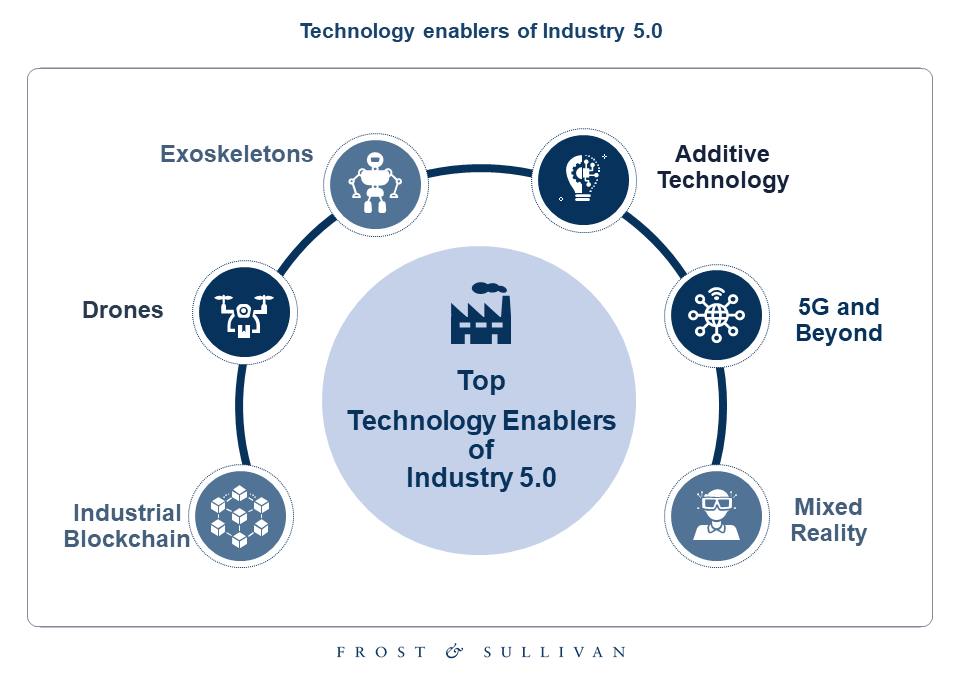 Technology enablers of Industry 5.0
Exoskeletons
Additive
Technology
Drones
5G and
Beyond
Top
Technology Enablers
of
Industry 5.0
Industrial
Blockchain
Mixed
Reality
FROST & SULLIVAN